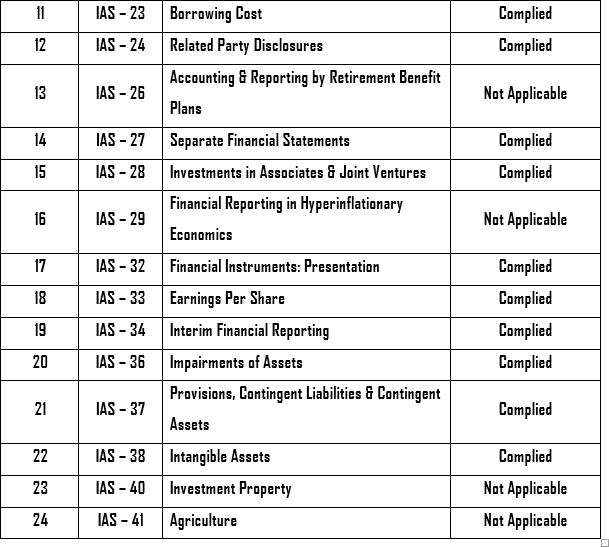 11 IAS – 23 Borrowing Cost Complied
12 IAS – 24 Related Party Disclosures Complied
13 IAS – 26 Accounting & Reporting by Retirement Benefit
Plans Not Applicable
14 IAS – 27 Separate Financial Statements Complied
15 IAS – 28 Investments in Associates & Joint Ventures Complied
16 IAS – 29 Financial Reporting in Hyperinflationary
Economics Not Applicable
17 IAS – 32 Financial Instruments: Presentation Complied
18 IAS – 33 Earnings Per Share Complied
19 IAS – 34 Interim Financial Reporting Complied
20 IAS – 36 Impairments of Assets Complied
21 IAS – 37 Provisions, Contingent Liabilities & Contingent
Assets Complied
22 IAS – 38 Intangible Assets Complied
23 IAS – 40 Investment Property Not Applicable
24 IAS – 41 Agriculture Not Applicable